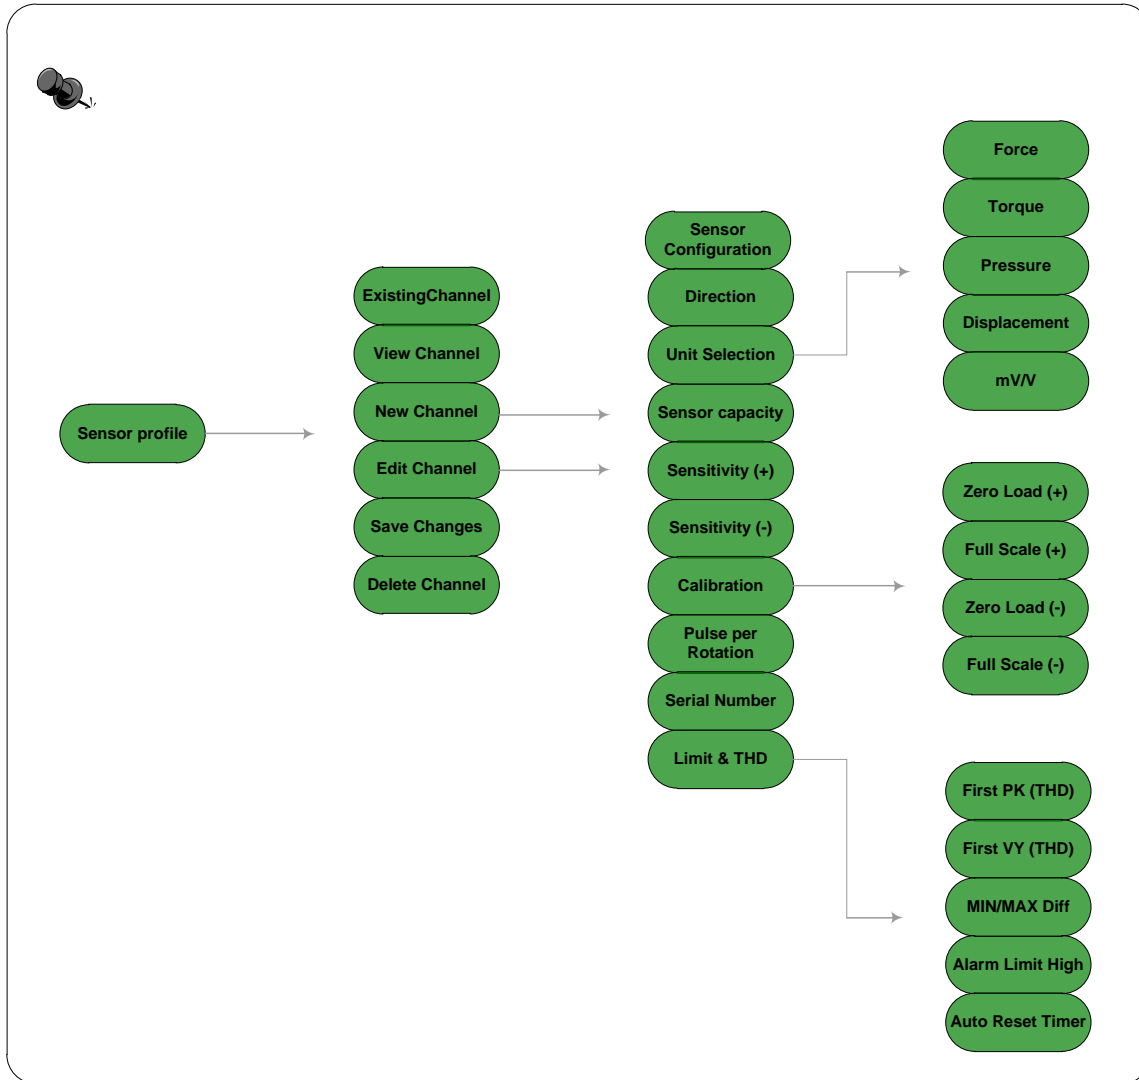 Sensor profile
ExistingChannel
View Channel
New Channel
Edit Channel
Save Changes
Delete Channel
Sensor
Configuration
Direction
Unit Selection
Sensor capacity
Sensitivity (+)
Sensitivity (-)
Calibration
Pulse per
Rotation
Serial Number
Limit & THD
Force
Torque
Pressure
Displacement
mV/V
Zero Load (+)
Full Scale (+)
Zero Load (-)
Full Scale (-)
First PK (THD)
First VY (THD)
MIN/MAX Diff
Alarm Limit High
Auto Reset Timer